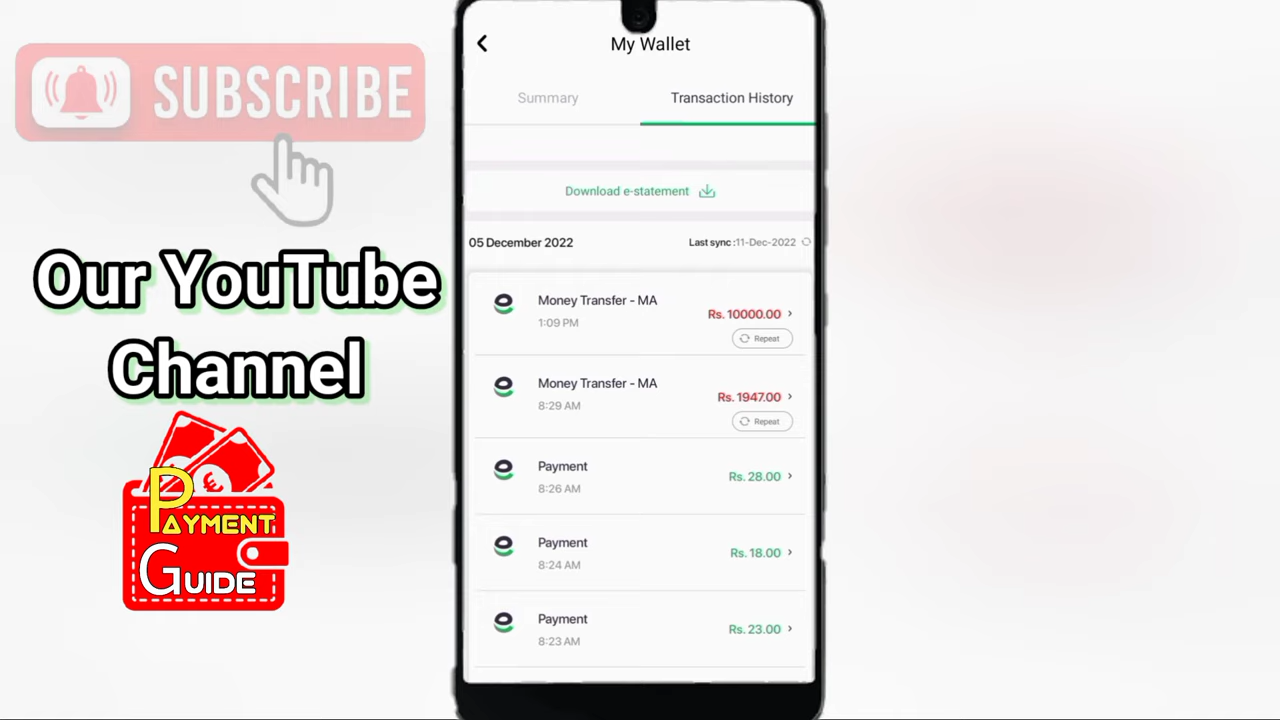 SUBSCRIBE
Our YouTube
Channel
PAYMENT
GUIDE
My Wallet
Summary
Transaction History
Download e-statement
05 December 2022
Last sync :11-Dec-2022
Money Transfer - MA
1:09 PM
Rs. 10000.00
Repeat
Money Transfer - MA
8:29 AM
Rs. 1947.00
Repeat
Payment
8:26 AM
Rs. 28.00
Payment
8:24 AM
Rs. 18.00
Payment
8:23 AM
Rs. 23.00